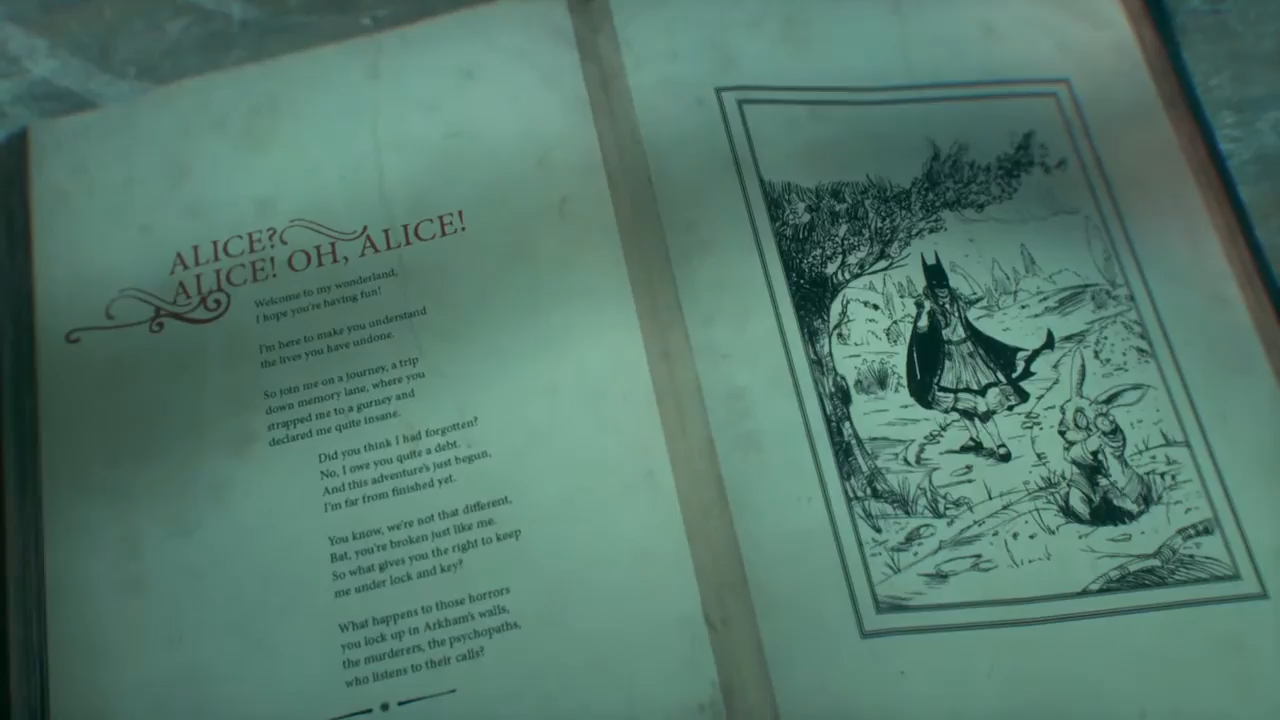 ALICE?
ALICE! OH, ALICE!
Welcome to my wonderland,
I hope you're having fun!
I'm here to make you understand
the lives you have undone.
So join me on a journey, a trip
down memory lane, where you
strapped me to a gurney and
declared me quite insane.
Did you think I had forgotten?
No, I owe you quite a debt.
And this adventure's just begun,
I'm far from finished yet.
You know, we're not that different,
Bat, you're broken just like me.
So what gives you the right to keep
me under lock and key?
What happens to those horrors
you lock up in Arkham's walls,
the murderers, the psychopaths,
who listens to their calls?